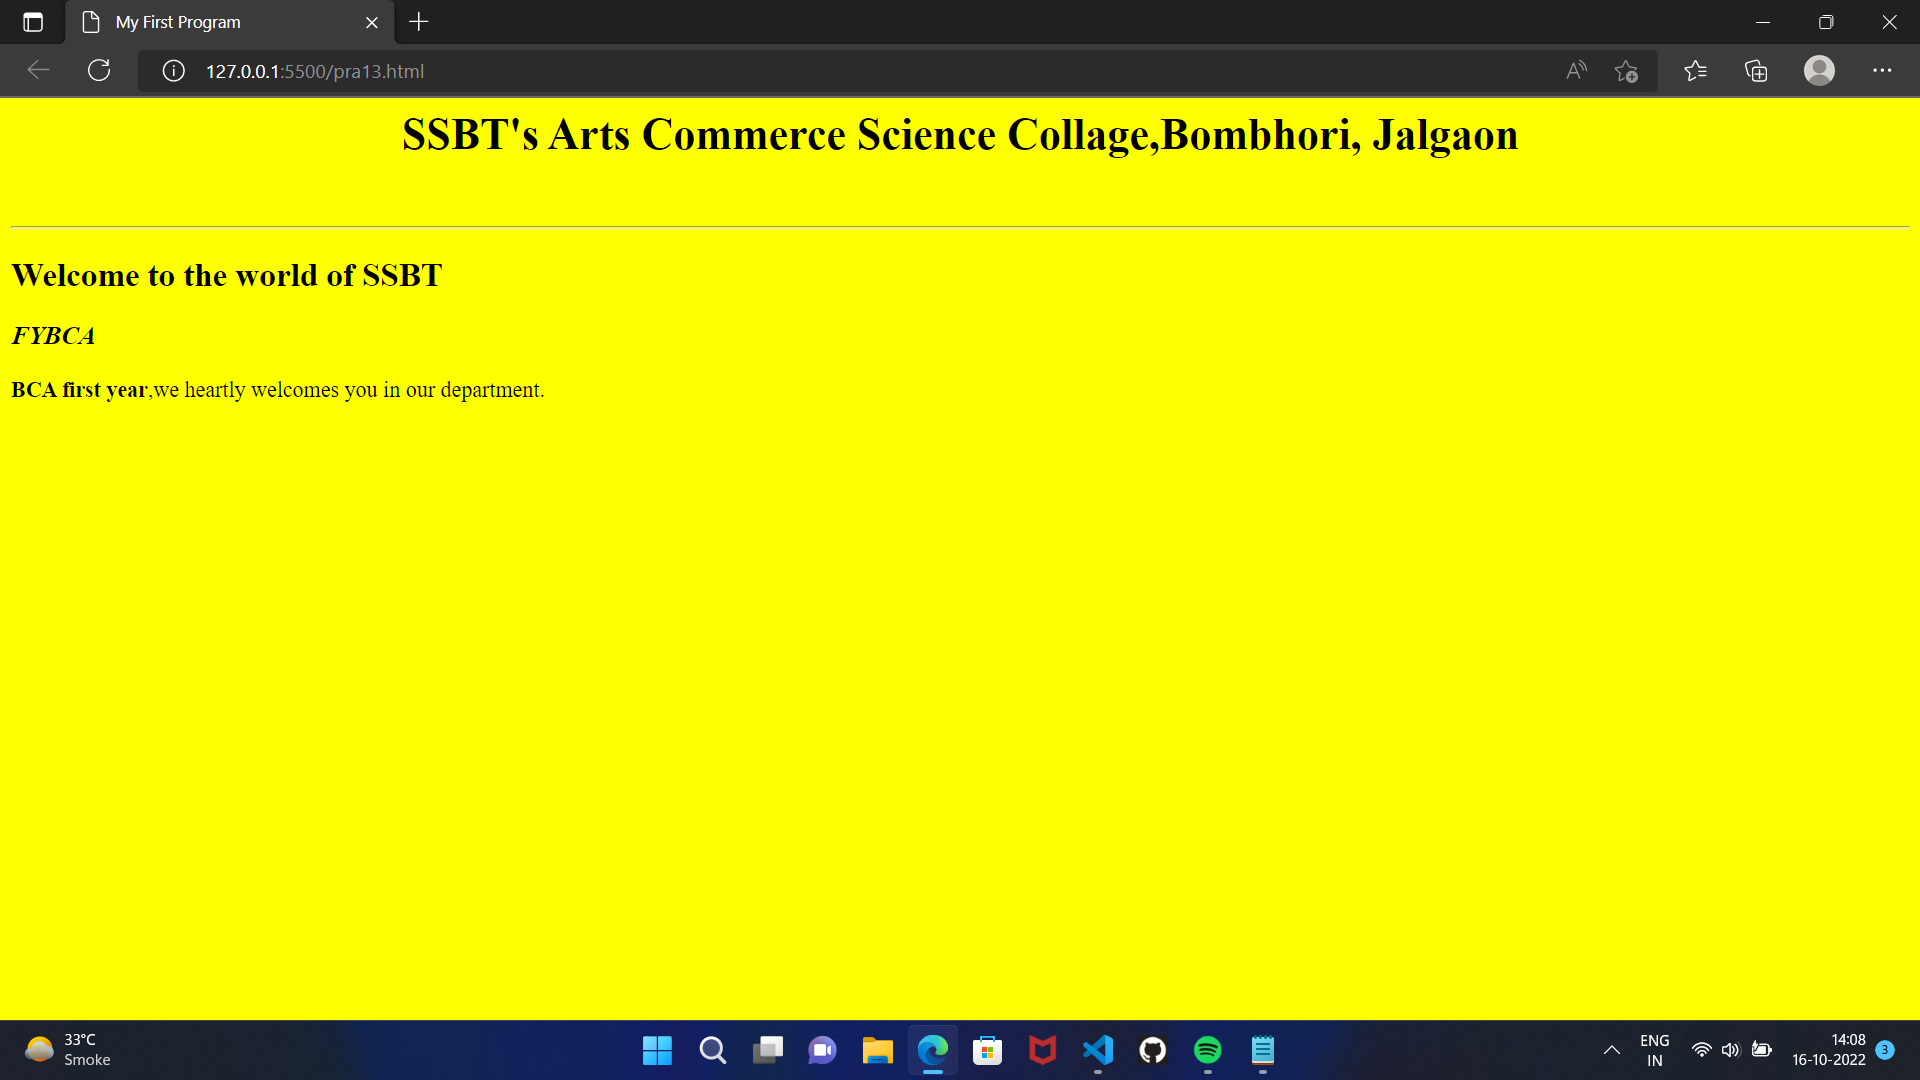 My First Program
127.0.0.1:5500/pra13.html
SSBT's Arts Commerce Science Collage,Bombhori, Jalgaon
Welcome to the world of SSBT
FYBCA
BCA first year,we heartly welcomes you in our department.
33°C
Smoke
ENG
IN
14:08
16-10-2022
3